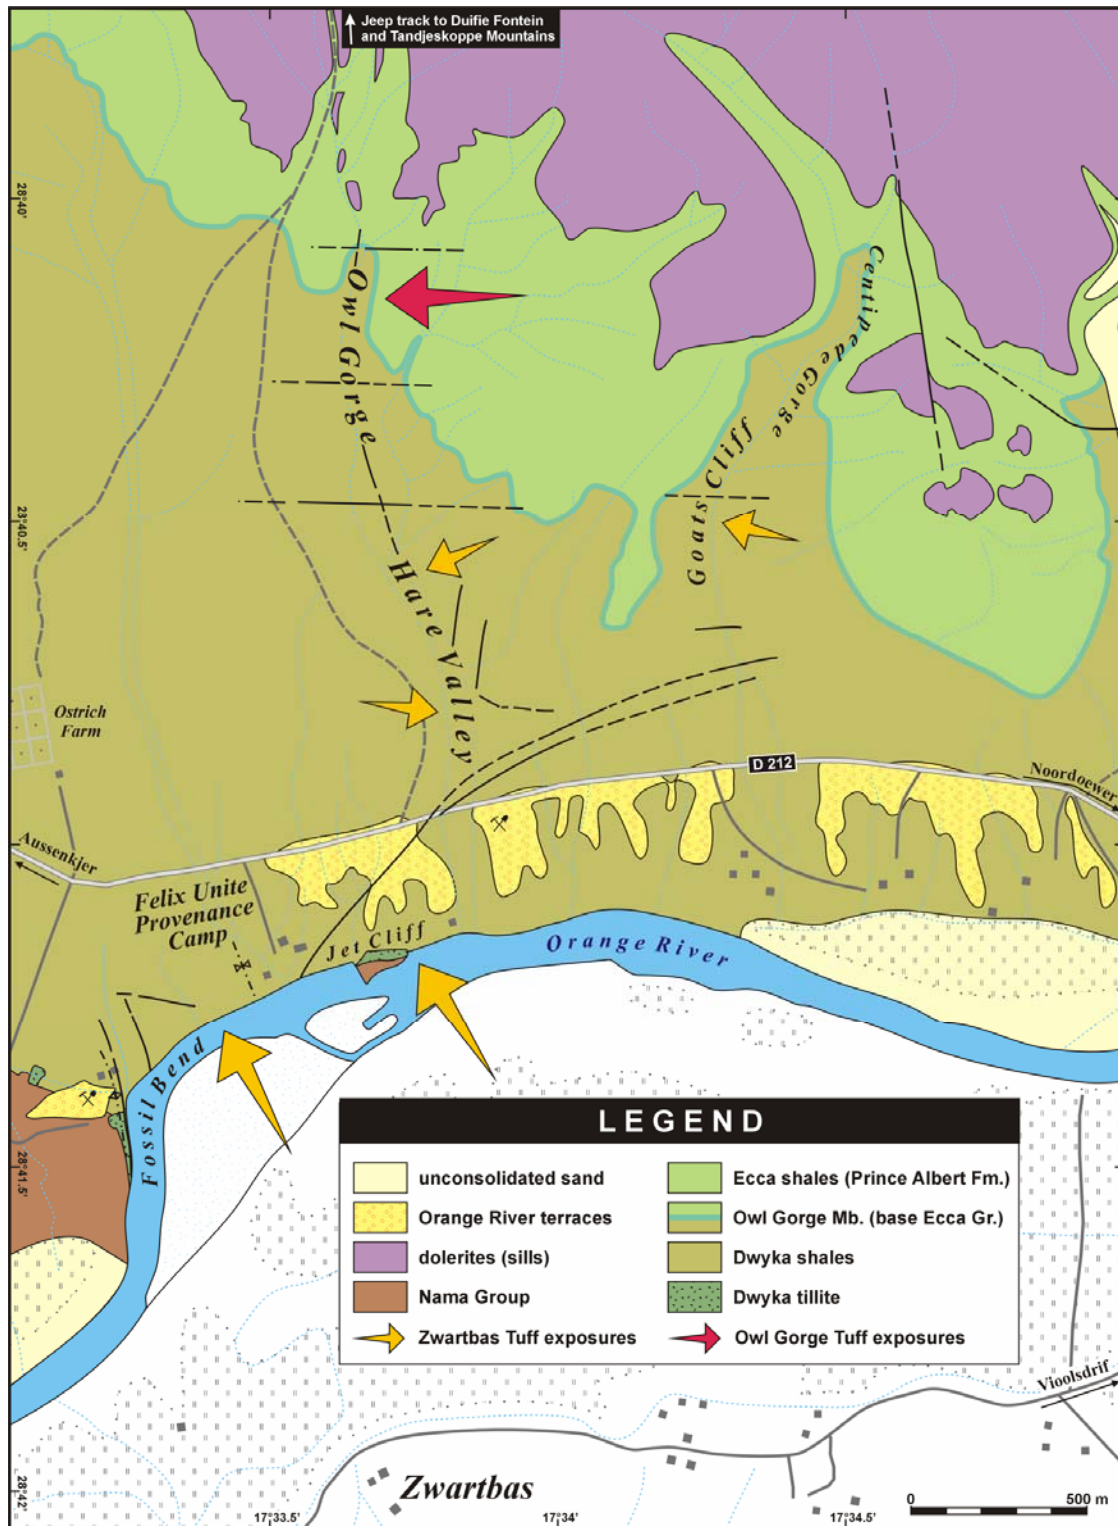 Jeep track to Duifie Fontein
and Tandjeskoppe Mountains
28°40'
Owl Gorge
Centipede Gorge
Goats Cliff
23°40.5'
Hare Valley
Ostrich
Farm
D 212
Noordoewer
Aussenkjer
Felix Unite
Provenance
Camp
Jet Cliff
Orange River
Fossil Bend
28°41.5'
LEGEND
unconsolidated sand
Ecca shales (Prince Albert Fm.)
Orange River terraces
Owl Gorge Mb. (base Ecca Gr.)
dolerites (sills)
Dwyka shales
Nama Group
Dwyka tillite
Zwartbas Tuff exposures
Owl Gorge Tuff exposures
Vioolsdrif
28°42'
Zwartbas
0
500 m
17°33.5'
17°34'
17°34.5'